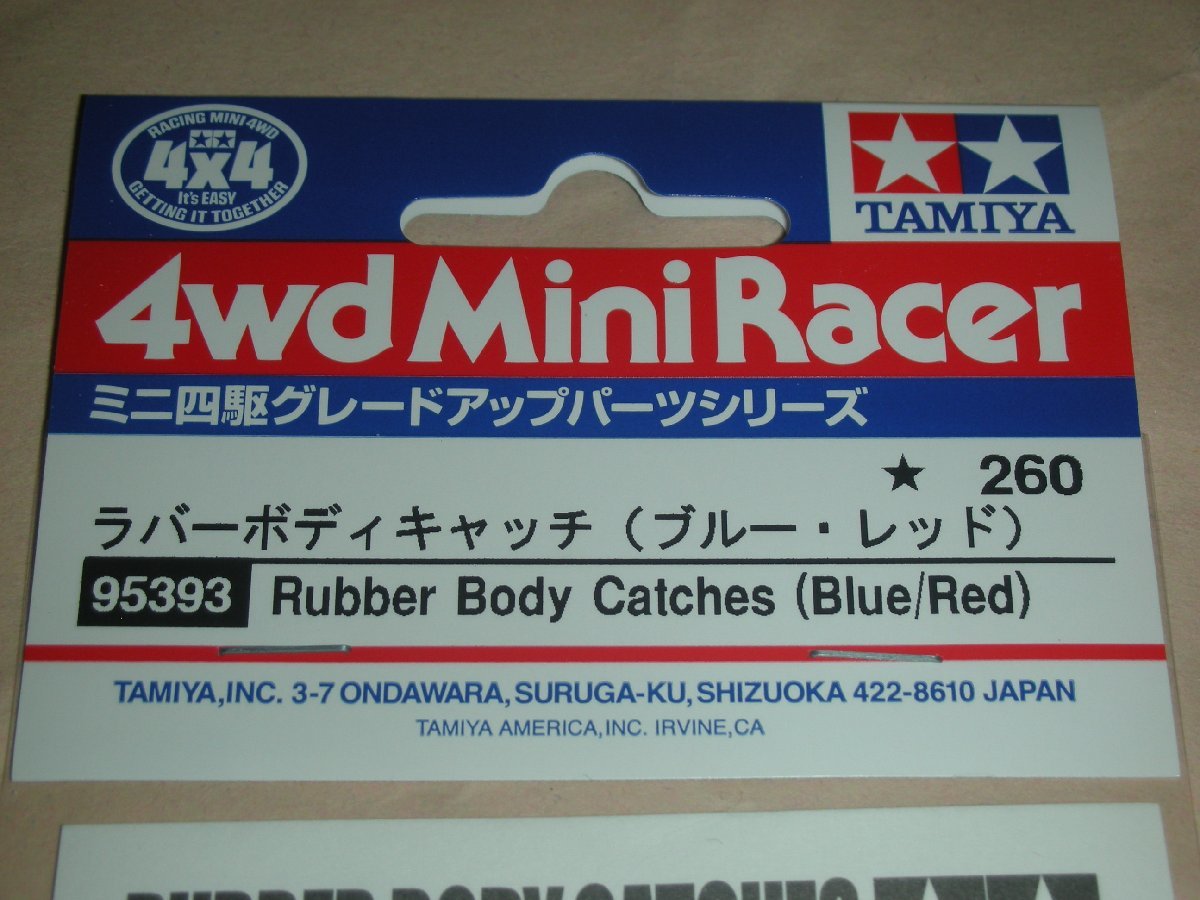 RACING MINI 4WD
4x4
It's EASY
GETTING IT TOGETHER
TAMIYA
4wd Mini Racer
ミニ四駆グレードアップパーツシリーズ
★ 260
ラバーボディキャッチ（ブルー・レッド）
95393 Rubber Body Catches (Blue/Red)
TAMIYA,INC. 3-7 ONDAWARA,SURUGA-KU,SHIZUOKA 422-8610 JAPAN
TAMIYA AMERICA,INC. IRVINE,CA
RUBBER BODY CATCHES